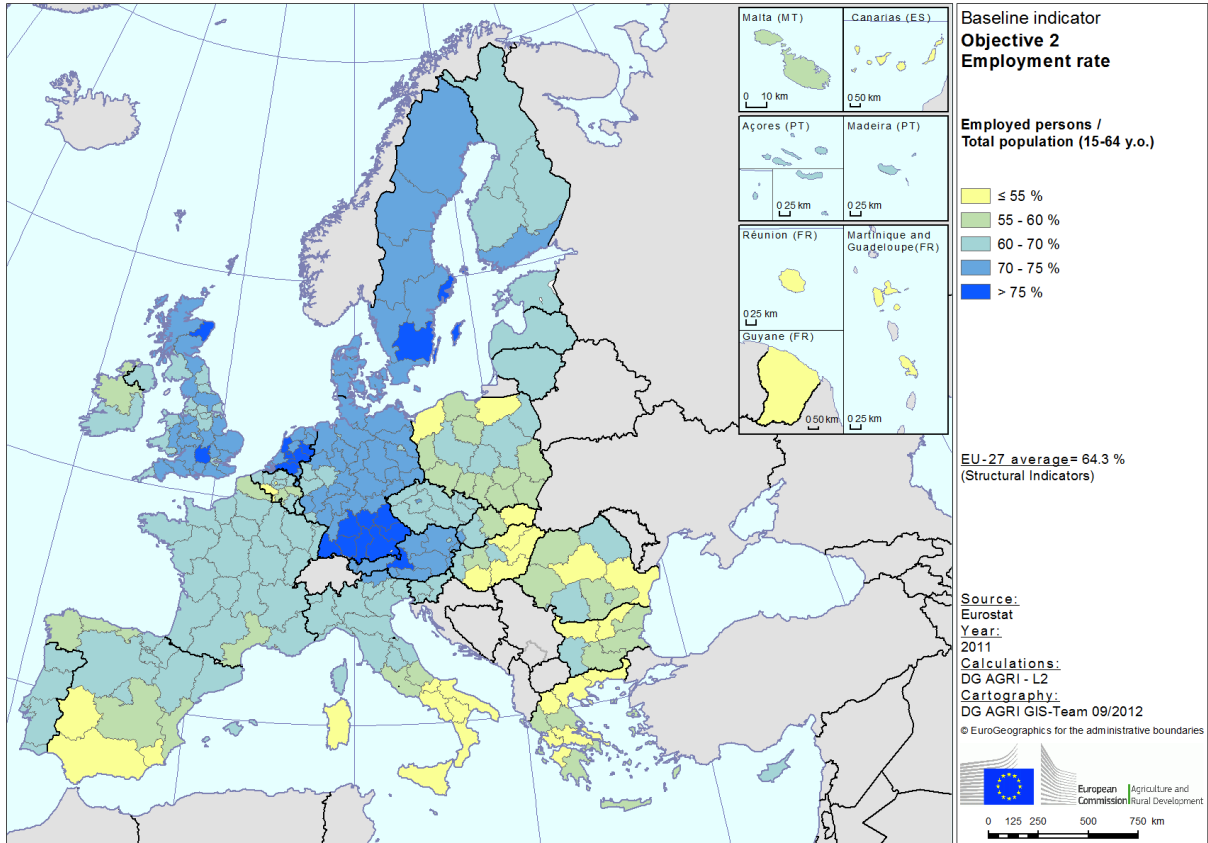 Malta (MT)
0 10 km
Canarias (ES)
0 50 km
Açores (PT)
0 25 km
Madeira (PT)
0 25 km
Réunion (FR)
0 25 km
Martinique and
Guadeloupe(FR)
0 25 km
Guyane (FR)
0 50 km
Baseline indicator
Objective 2
Employment rate
Employed persons /
Total population (15-64 y.o.)
≤ 55 %
55 - 60 %
60 - 70 %
70 - 75 %
> 75 %
EU-27 average= 64.3 %
(Structural Indicators)
Source:
Eurostat
Year:
2011
Calculations:
DG AGRI - L2
Cartography:
DG AGRI GIS-Team 09/2012
© EuroGeographics for the administrative boundaries
European
Commission
Agriculture and
Rural Development
0 125 250 500 750 km